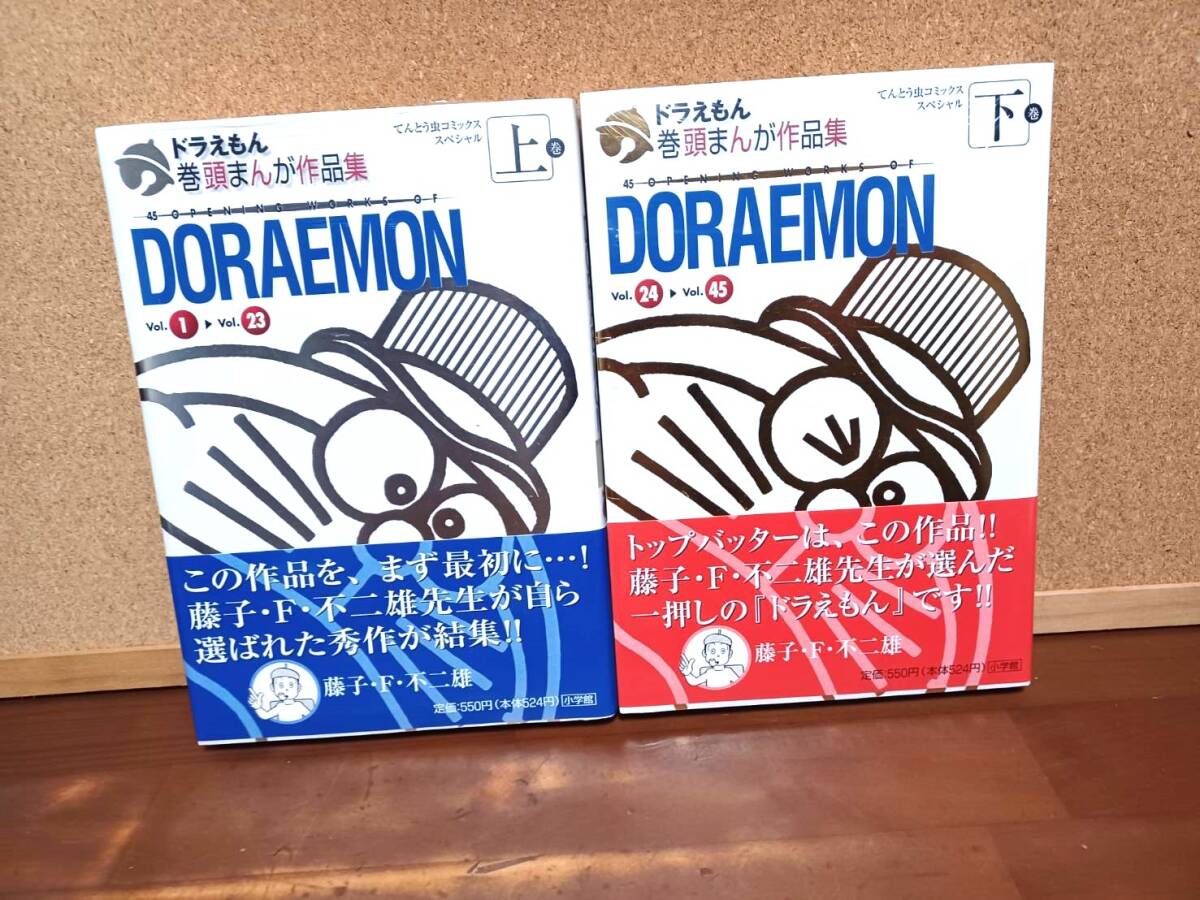 ドラえもん
巻頭まんが作品集
てんとう虫コミックス
スペシャル
上
巻
45 OPENING WORKS OF
DORAEMON
Vol. 1 ▶ Vol. 23
この作品を、まず最初に…!
藤子・F・不二雄先生が自ら
選ばれた秀作が結集!!
藤子・F・不二雄
定価:550円(本体524円) 小学館
ドラえもん
巻頭まんが作品集
てんとう虫コミックス
スペシャル
下
巻
45 OPENING WORKS OF
DORAEMON
Vol. 24 ▶ Vol. 45
トップバッターは、この作品!!
藤子・F・不二雄先生が選んだ
一押しの『ドラえもん』です!!
藤子・F・不二雄
定価:550円(本体524円) 小学館